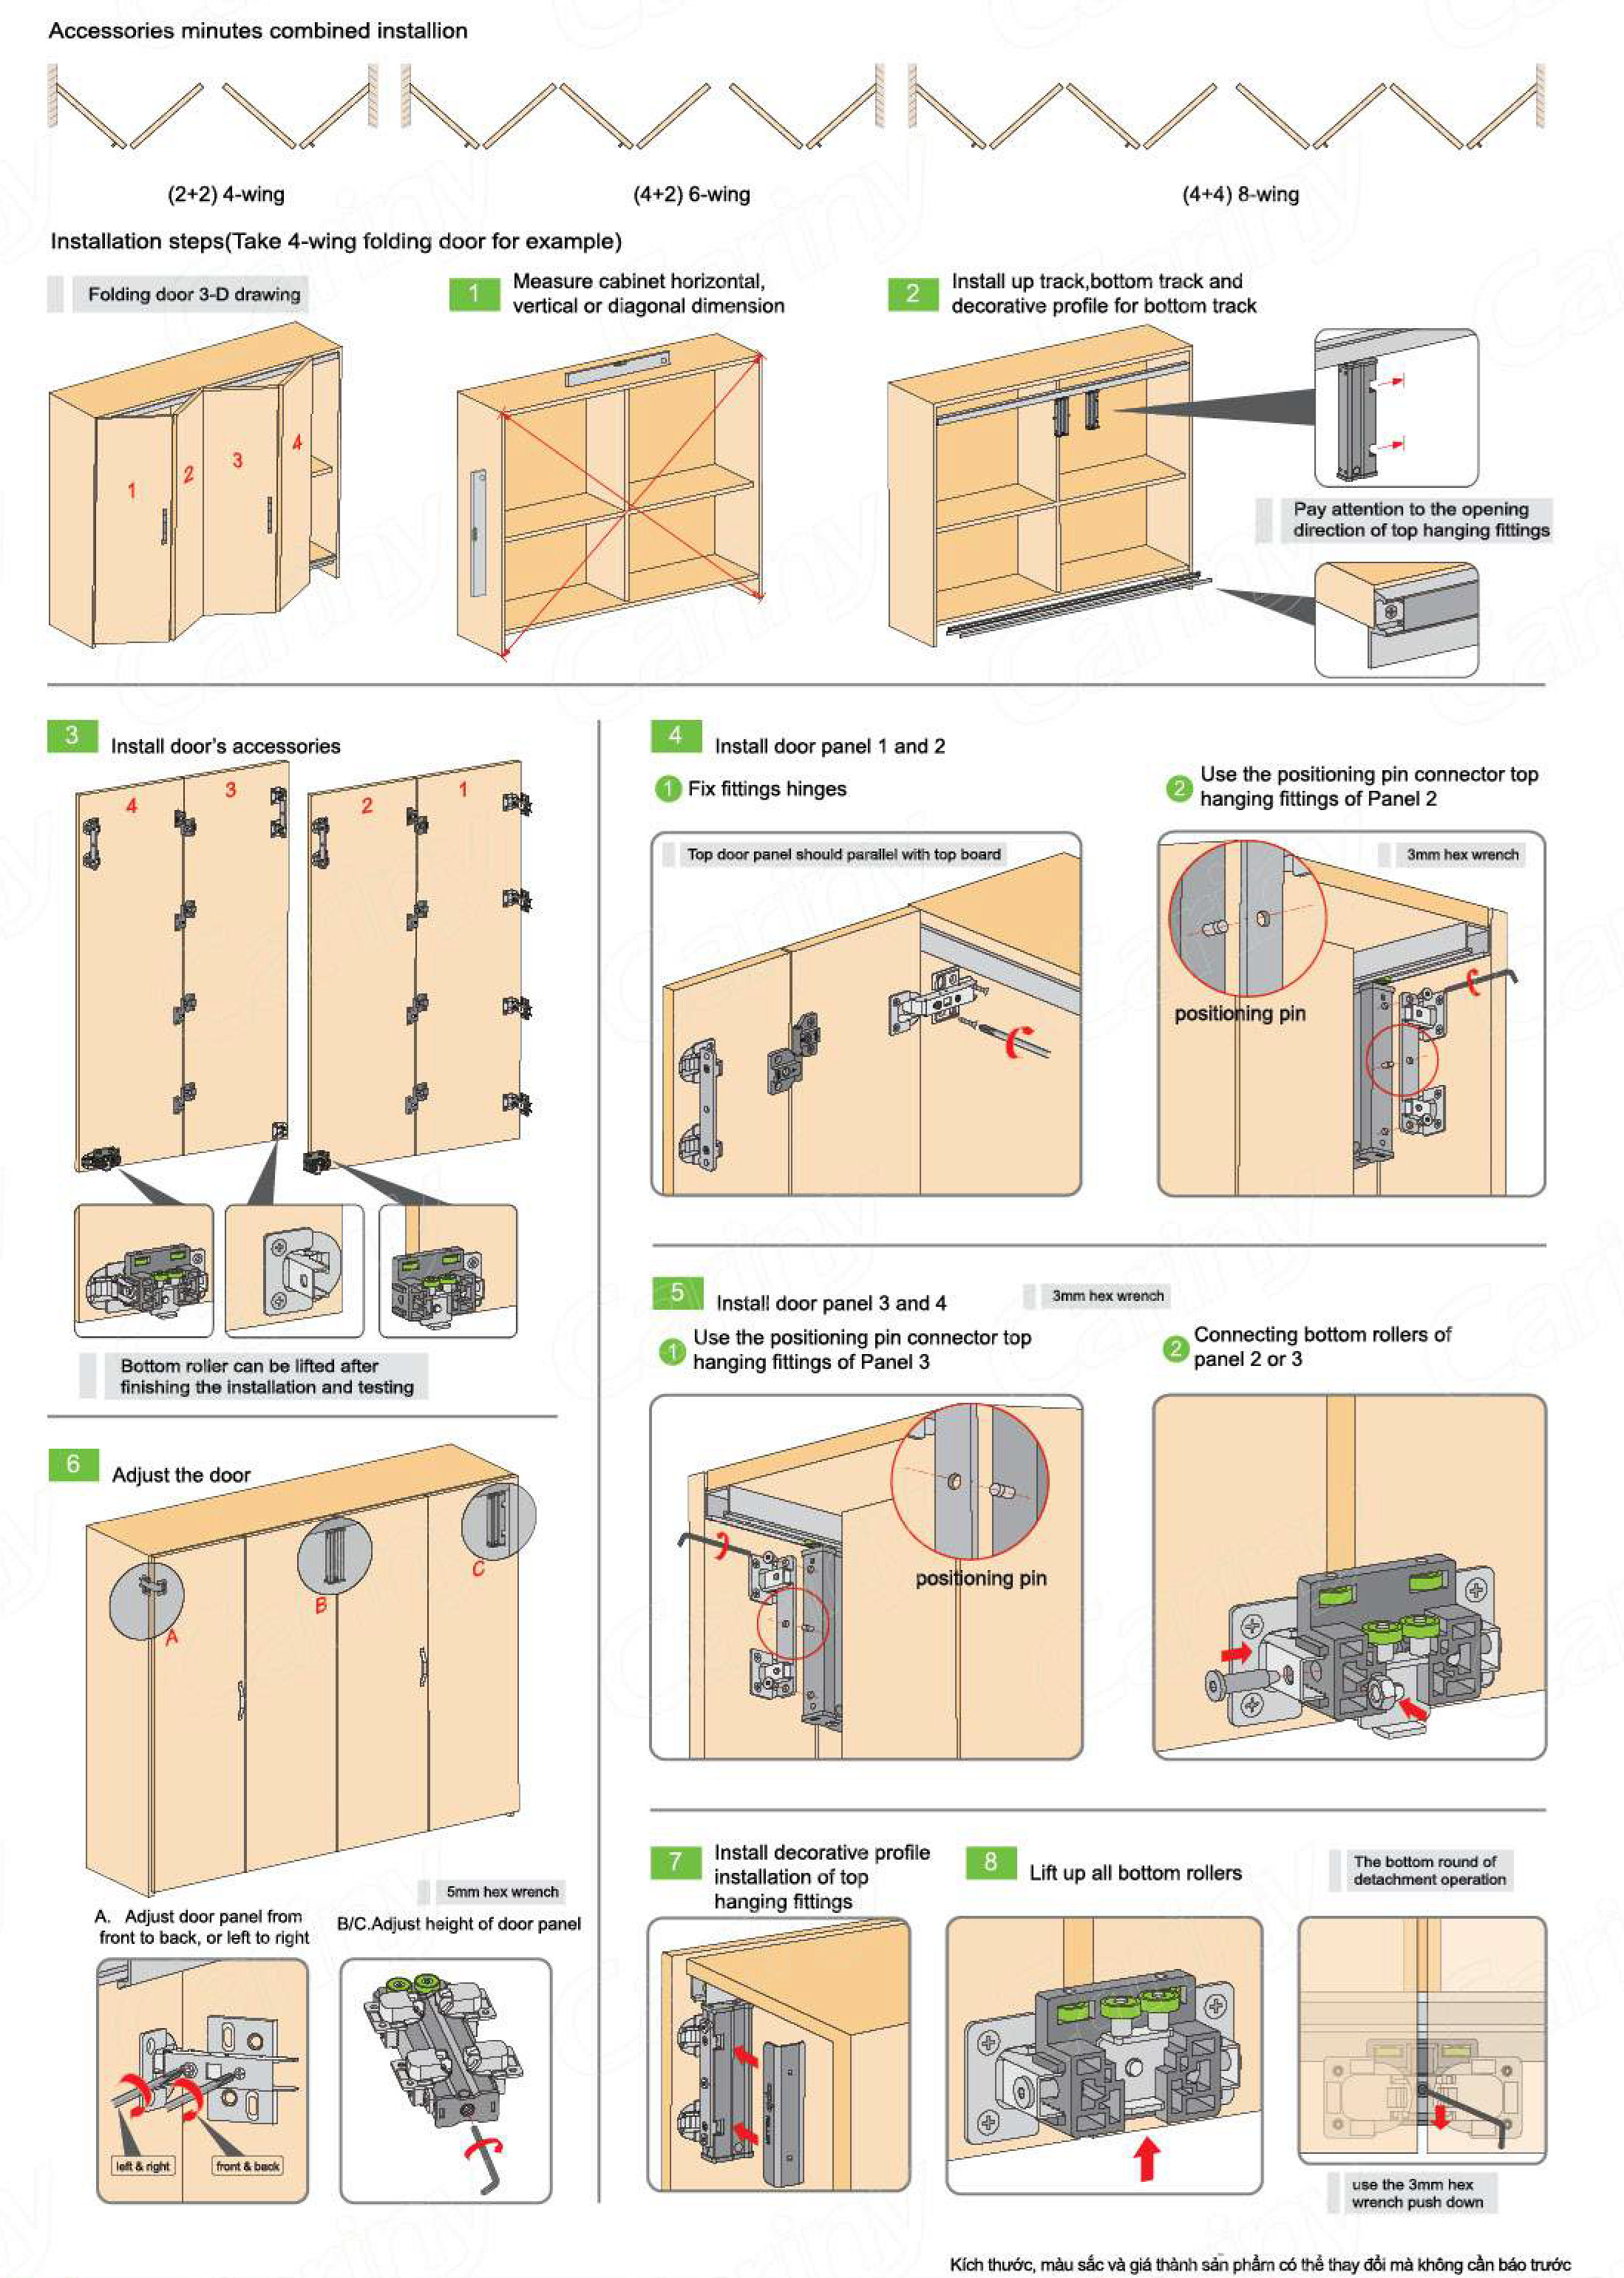 Accessories minutes combined installion
(2+2) 4-wing
(4+2) 6-wing
(4+4) 8-wing
Installation steps(Take 4-wing folding door for example)
Folding door 3-D drawing
1
2
3
4
1
Measure cabinet horizontal,
vertical or diagonal dimension
2
Install up track,bottom track and
decorative profile for bottom track
Pay attention to the opening
direction of top hanging fittings
3
Install door's accessories
4
3
2
1
Bottom roller can be lifted after
finishing the installation and testing
4
Install door panel 1 and 2
1 Fix fittings hinges
Top door panel should parallel with top board
2
Use the positioning pin connector top
hanging fittings of Panel 2
3mm hex wrench
positioning pin
5
Install door panel 3 and 4
3mm hex wrench
1
Use the positioning pin connector top
hanging fittings of Panel 3
positioning pin
2
Connecting bottom rollers of
panel 2 or 3
6
Adjust the door
A
B
C
5mm hex wrench
A. Adjust door panel from
front to back, or left to right
left & right
front & back
B/C.Adjust height of door panel
7
Install decorative profile
installation of top
hanging fittings
8
Lift up all bottom rollers
The bottom round of
detachment operation
use the 3mm hex
wrench push down
Kích thước, màu sắc và giá thành sản phẩm có thể thay đổi mà không cần báo trước
Cariny